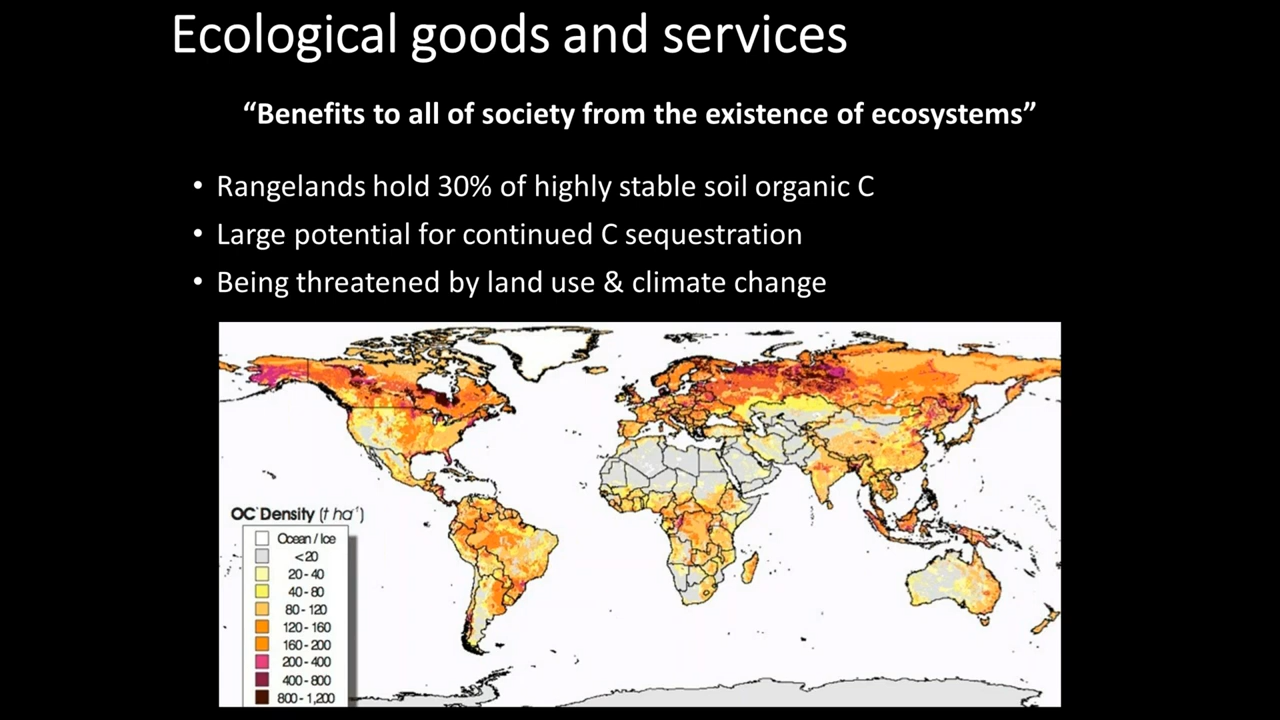 Ecological goods and services
“Benefits to all of society from the existence of ecosystems”
• Rangelands hold 30% of highly stable soil organic C
• Large potential for continued C sequestration
• Being threatened by land use & climate change
OC Density (t ha⁻¹)
Ocean / Ice
<20
20 - 40
40 - 80
80 - 120
120 - 160
160 - 200
200 - 400
400 - 800
800 - 1,200